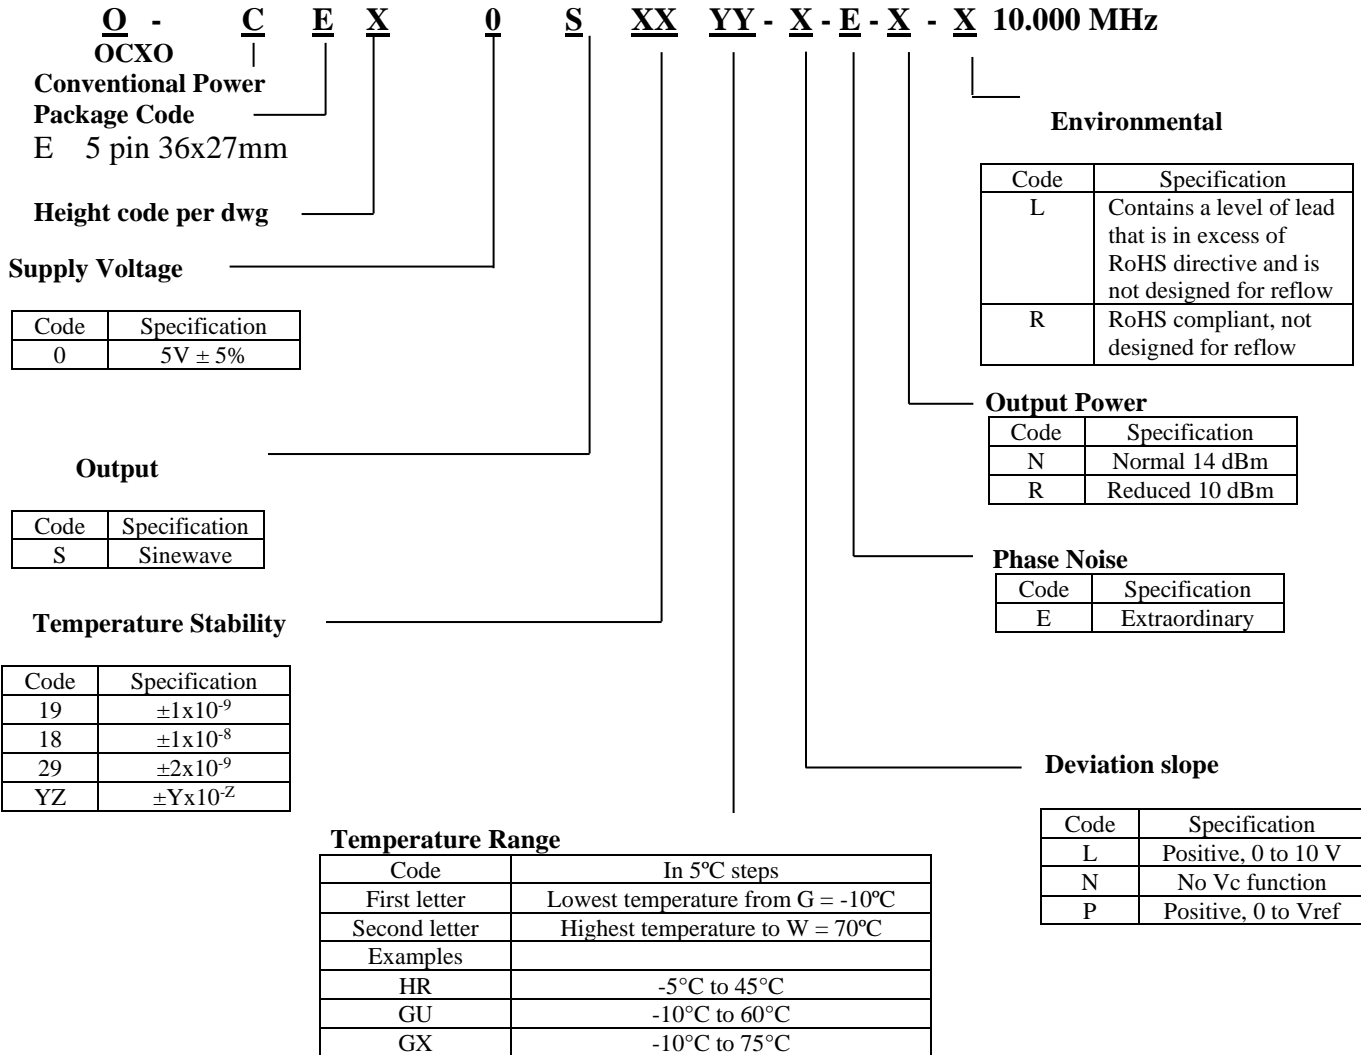 O - C E X 0 S XX YY - X - E - X - X 10.000 MHz
OCXO
Conventional Power
Package Code
E 5 pin 36x27mm
Height code per dwg
Supply Voltage
Code Specification
0 5V ± 5%
Output
Code Specification
S Sinewave
Temperature Stability
Code Specification
19 ±1x10⁻⁹
18 ±1x10⁻⁸
29 ±2x10⁻⁹
YZ ±Yx10⁻ᶻ
Temperature Range
Code In 5ºC steps
First letter Lowest temperature from G = -10ºC
Second letter Highest temperature to W = 70ºC
Examples
HR -5°C to 45°C
GU -10°C to 60°C
GX -10°C to 75°C
Environmental
Code Specification
L Contains a level of lead
that is in excess of
RoHS directive and is
not designed for reflow
R RoHS compliant, not
designed for reflow
Output Power
Code Specification
N Normal 14 dBm
R Reduced 10 dBm
Phase Noise
Code Specification
E Extraordinary
Deviation slope
Code Specification
L Positive, 0 to 10 V
N No Vc function
P Positive, 0 to Vref